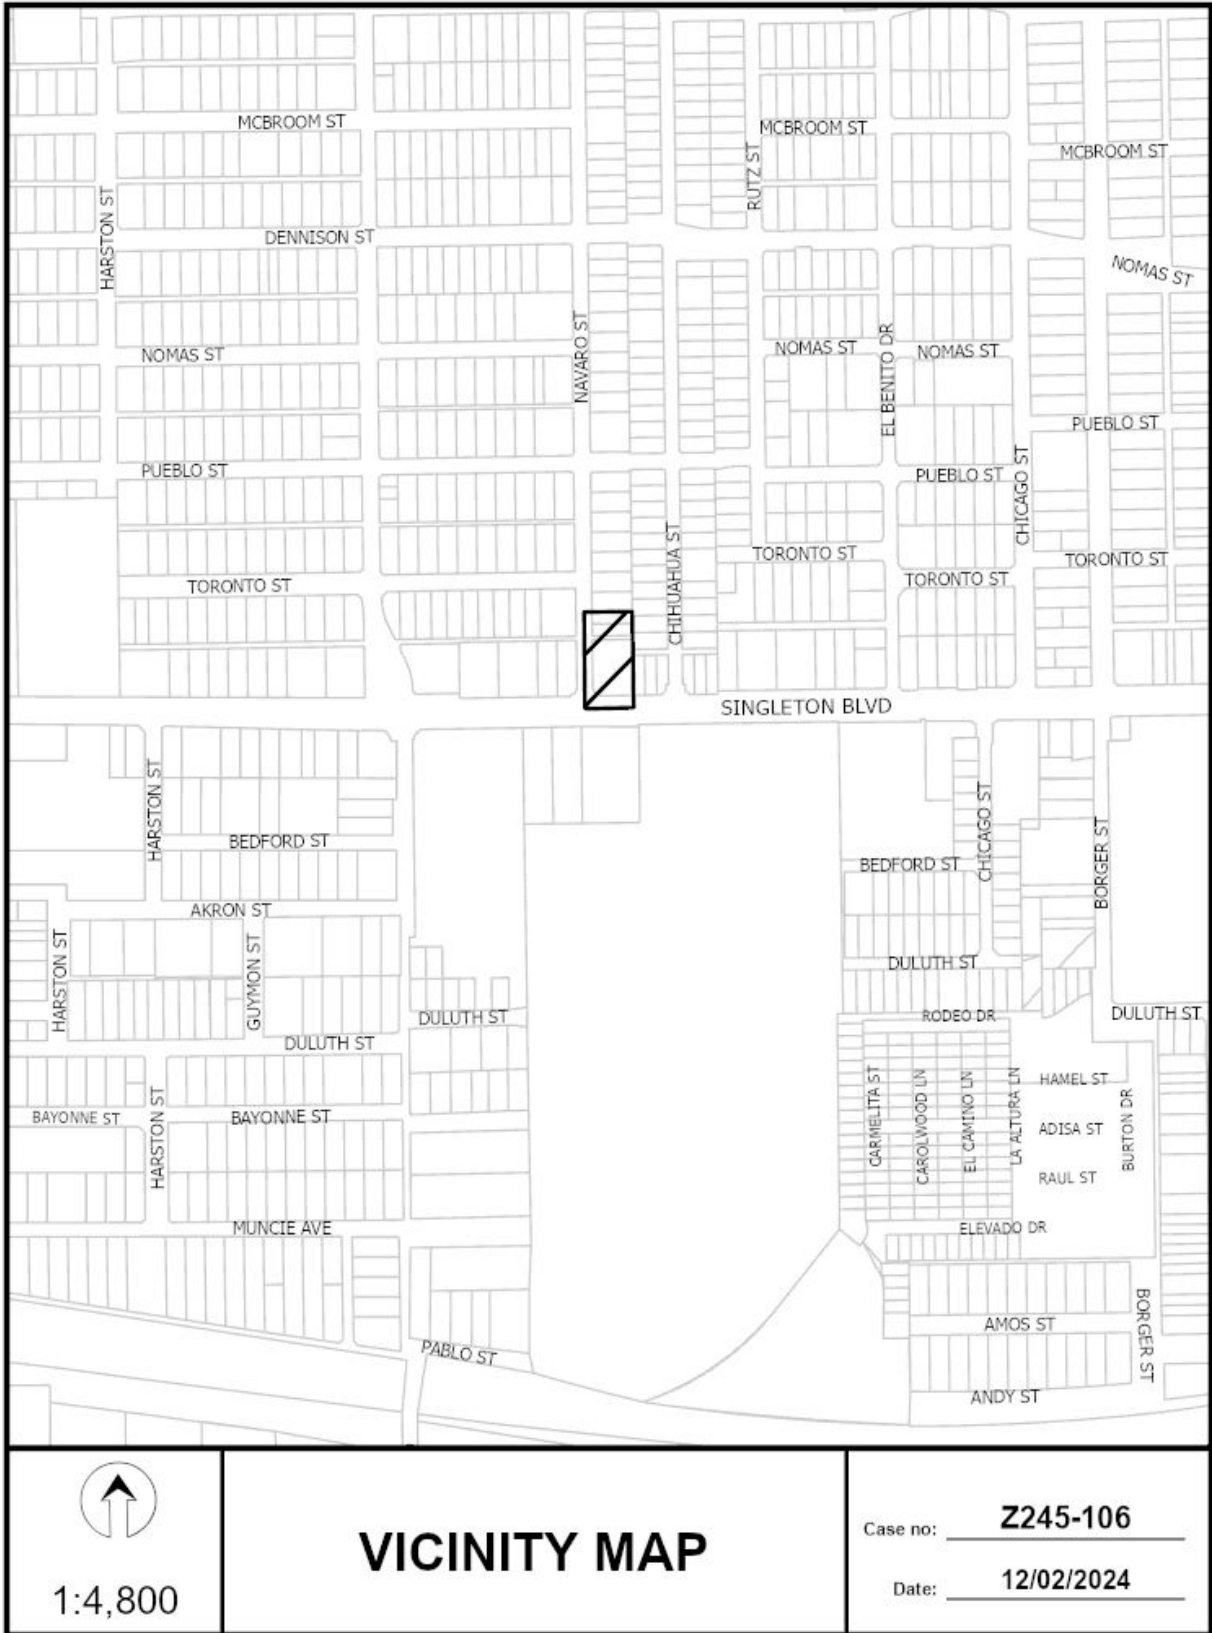 MCBROOM ST
MCBROOM ST
MCBROOM ST
RUTZ ST
HARSTON ST
DENNISON ST
NOMAS ST
NAVARO ST
EL BENITO DR
NOMAS ST
NOMAS ST
NOMAS ST
PUEBLO ST
PUEBLO ST
PUEBLO ST
CHICAGO ST
CHIHUAHUA ST
TORONTO ST
TORONTO ST
TORONTO ST
TORONTO ST
SINGLETON BLVD
HARSTON ST
BEDFORD ST
CHICAGO ST
BORGER ST
BEDFORD ST
AKRON ST
HARSTON ST
GUYMON ST
DULUTH ST
DULUTH ST
RODEO DR
DULUTH ST
DULUTH ST
CARMELITA ST
CAROLWOOD LN
EL CAMINO LN
LA ALTURA LN
HAMEL ST
BURTON DR
HARSTON ST
BAYONNE ST
BAYONNE ST
ADISA ST
RAUL ST
MUNCIE AVE
ELEVADO DR
AMOS ST
BORGER ST
PABLO ST
ANDY ST
1:4,800
VICINITY MAP
Case no: Z245-106
Date: 12/02/2024